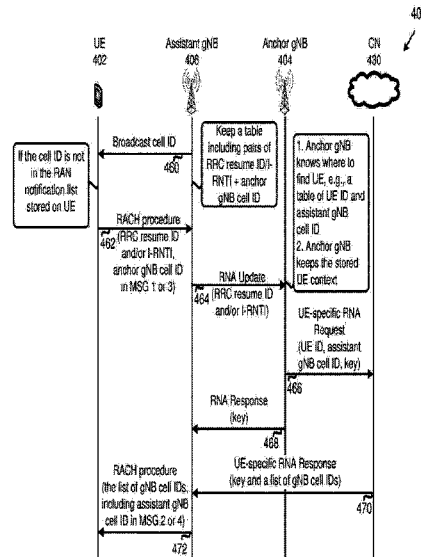 40
UE
402
Assistant gNB
406
Anchor gNB
404
CN
430
Broadcast cell ID
460
If the cell ID is not
in the RAN
notification list
stored on UE
Keep a table
including pairs of
RRC resume ID/I-
RNTI + anchor
gNB cell ID
1. Anchor gNB
knows where to
find UE, e.g., a
table of UE ID and
assistant gNB
cell ID
2. Anchor gNB
keeps the stored
UE context
RACH procedure
462
(RRC resume ID
and/or I-RNTI,
anchor gNB cell ID
in MSG 1 or 3)
RNA Update
464
(RRC resume ID
and/or I-RNTI)
UE-specific RNA
Request
(UE ID, assistant
gNB cell ID, key)
466
RNA Response
(key)
468
UE-specific RNA Response
(key and a list of gNB cell IDs)
470
RACH procedure
(the list of gNB cell IDs,
including assistant gNB
cell ID in MSG 2 or 4)
472